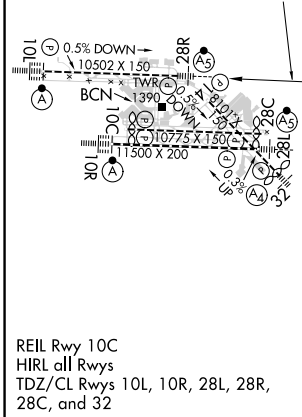 10L
P
0.5% DOWN
10502 X 150
28R
A5
P
A
TWR
1390
BCN
0.5% DOWN
8101 X 150
P
A5
10C
P
10775 X 150
28C
10R
P
11500 X 200
28L
A
P
0.3% UP
A4
32
REIL Rwy 10C
HIRL all Rwys
TDZ/CL Rwys 10L, 10R, 28L, 28R,
28C, and 32